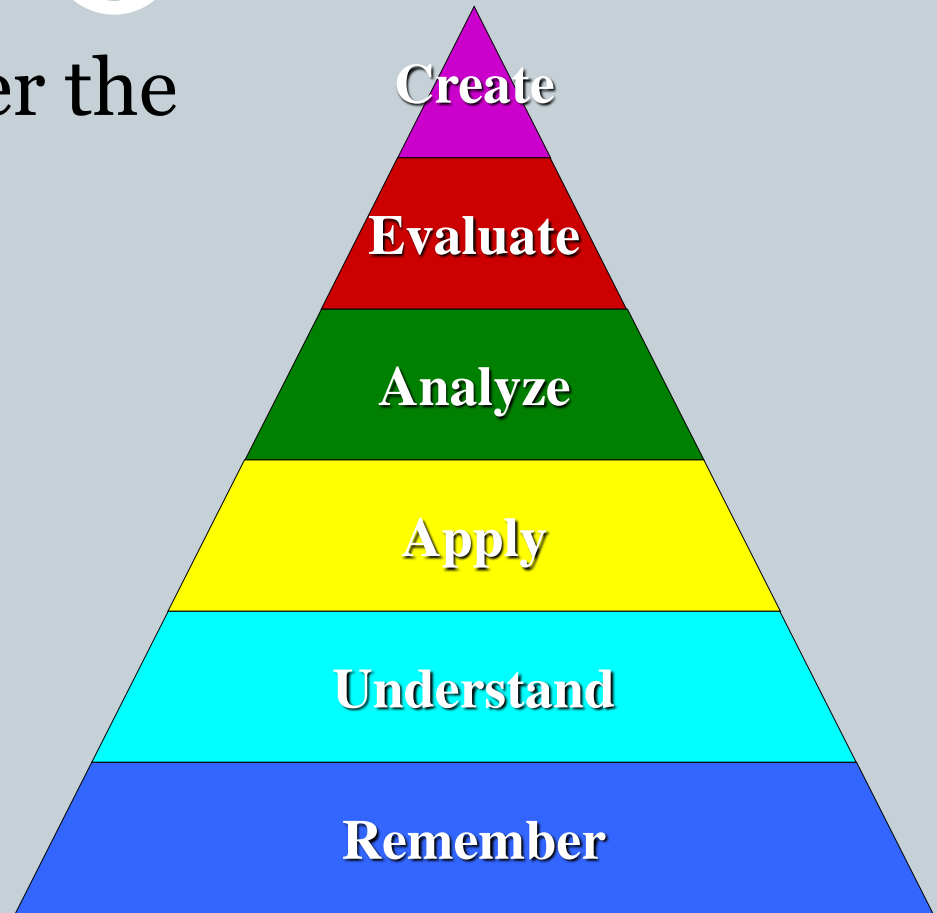 er the
Create
Evaluate
Analyze
Apply
Understand
Remember